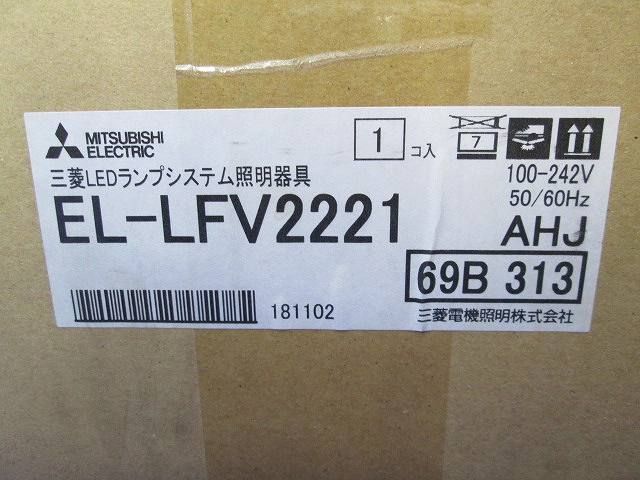 MITSUBISHI
ELECTRIC
1
コ入
7
三菱LEDランプシステム照明器具
100-242V
50/60Hz
EL-LFV2221
AHJ
69B 313
181102
三菱電機照明株式会社